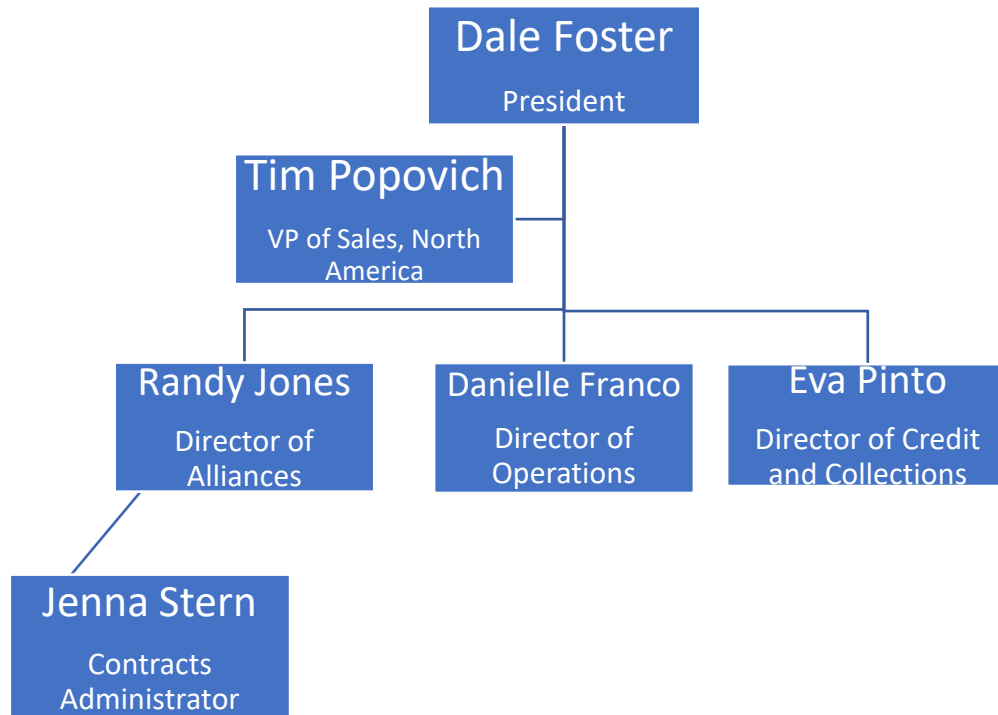 Dale Foster
President
Tim Popovich
VP of Sales, North
America
Randy Jones
Director of
Alliances
Danielle Franco
Director of
Operations
Eva Pinto
Director of Credit
and Collections
Jenna Stern
Contracts
Administrator